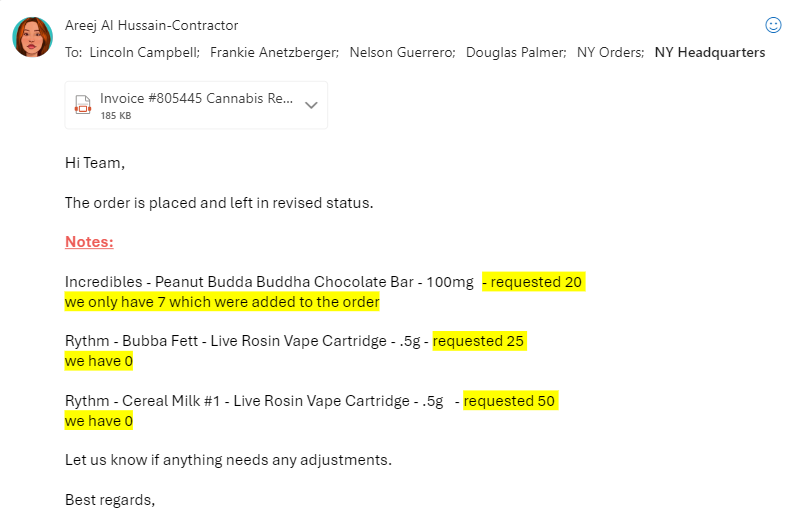 Areej Al Hussain-Contractor
To: Lincoln Campbell; Frankie Anetzberger; Nelson Guerrero; Douglas Palmer; NY Orders; NY Headquarters
Invoice #805445 Cannabis Re...
185 KB
Hi Team,
The order is placed and left in revised status.
Notes:
Incredibles - Peanut Budda Buddha Chocolate Bar - 100mg - requested 20
we only have 7 which were added to the order
Rythm - Bubba Fett - Live Rosin Vape Cartridge - .5g - requested 25
we have 0
Rythm - Cereal Milk #1 - Live Rosin Vape Cartridge - .5g - requested 50
we have 0
Let us know if anything needs any adjustments.
Best regards,